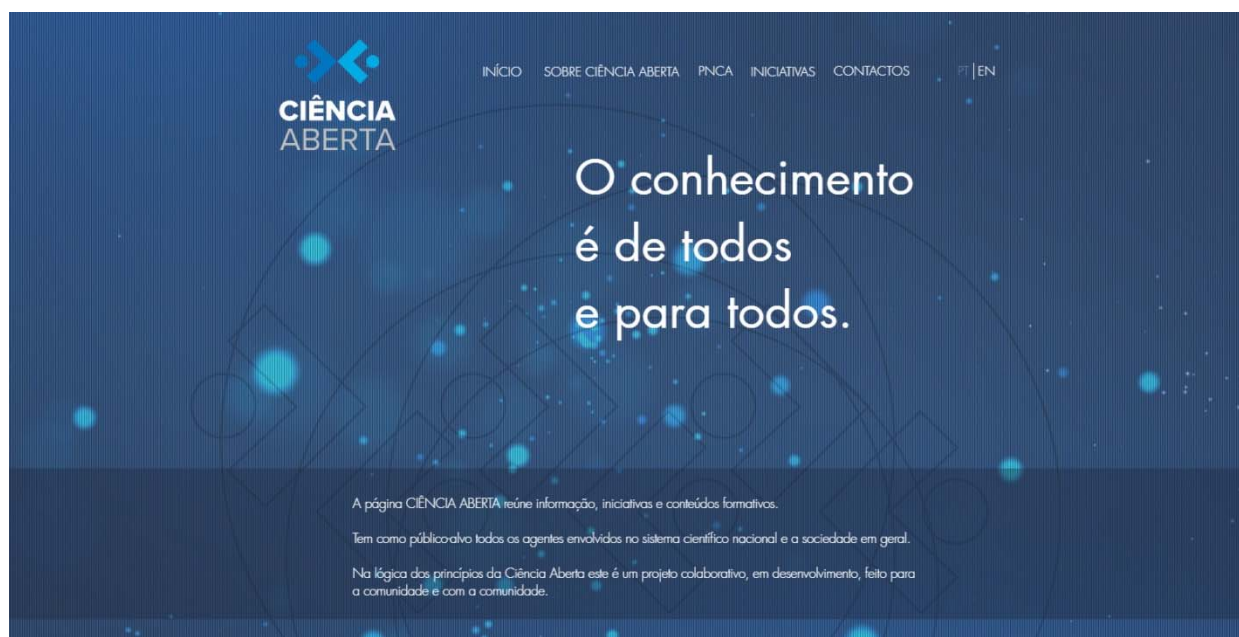 INÍCIO SOBRE CIÊNCIA ABERTA PNCA INICIATIVAS CONTACTOS PT|EN
CIÊNCIA
ABERTA
O conhecimento
é de todos
e para todos.
A página CIÊNCIA ABERTA reúne informação, iniciativas e conteúdos formativos.
Tem como público-alvo todos os agentes envolvidos no sistema científico nacional e a sociedade em geral.
Na lógica dos princípios da Ciência Aberta este é um projeto colaborativo, em desenvolvimento, feito para
a comunidade e com a comunidade.